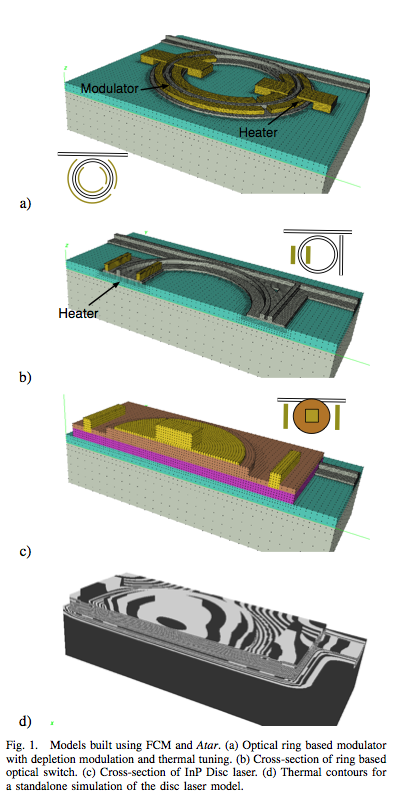 Modulator
Heater
a)
Heater
b)
c)
d)
Fig. 1. Models built using FCM and Atar. (a) Optical ring based modulator
with depletion modulation and thermal tuning. (b) Cross-section of ring based
optical switch. (c) Cross-section of InP Disc laser. (d) Thermal contours for
a standalone simulation of the disc laser model.